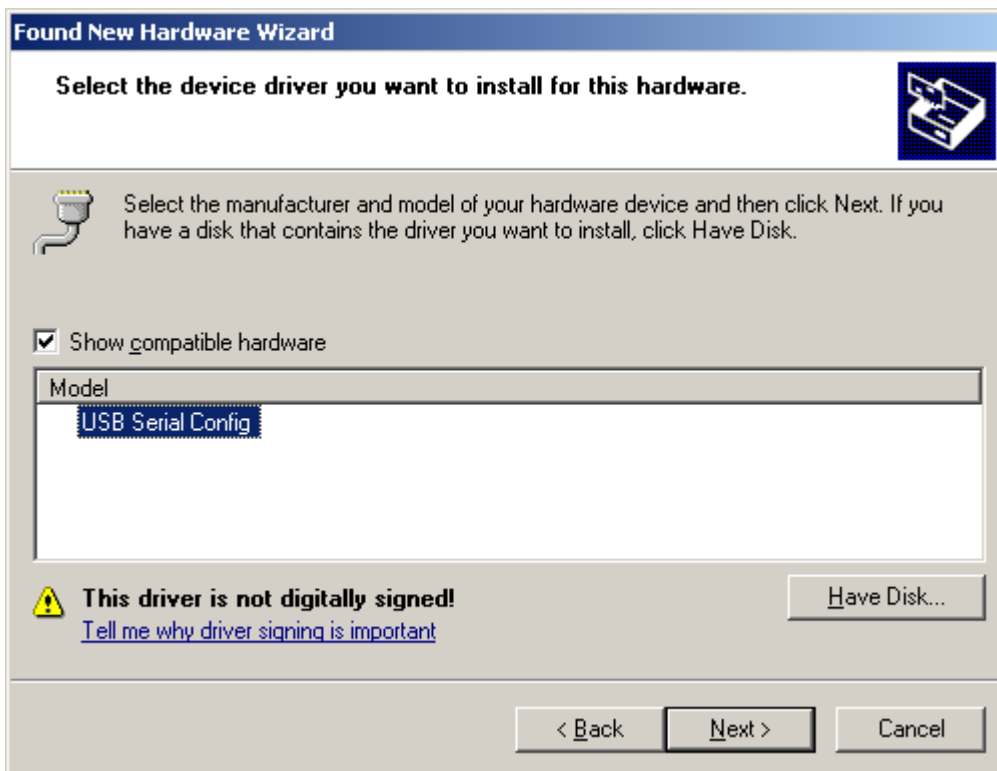 Found New Hardware Wizard
Select the device driver you want to install for this hardware.
Select the manufacturer and model of your hardware device and then click Next. If you
have a disk that contains the driver you want to install, click Have Disk.
Show compatible hardware
Model
USB Serial Config
This driver is not digitally signed!
Have Disk...
Tell me why driver signing is important
< Back
Next >
Cancel